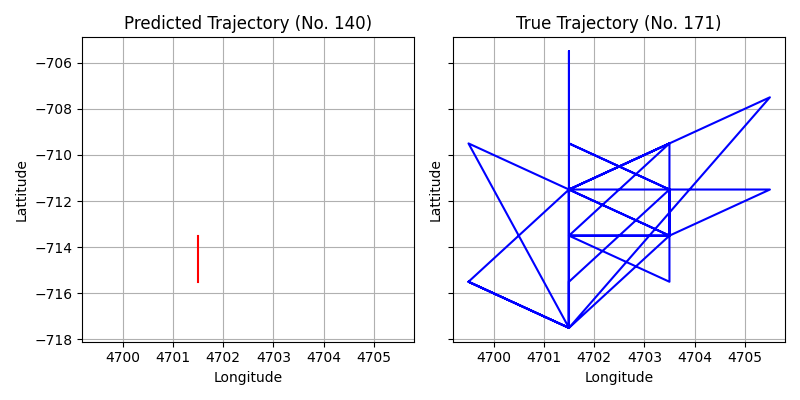 Predicted Trajectory (No. 140)
Lattitude
−706
−708
−710
−712
−714
−716
−718
4700 4701 4702 4703 4704 4705
Longitude
True Trajectory (No. 171)
Lattitude
4700 4701 4702 4703 4704 4705
Longitude